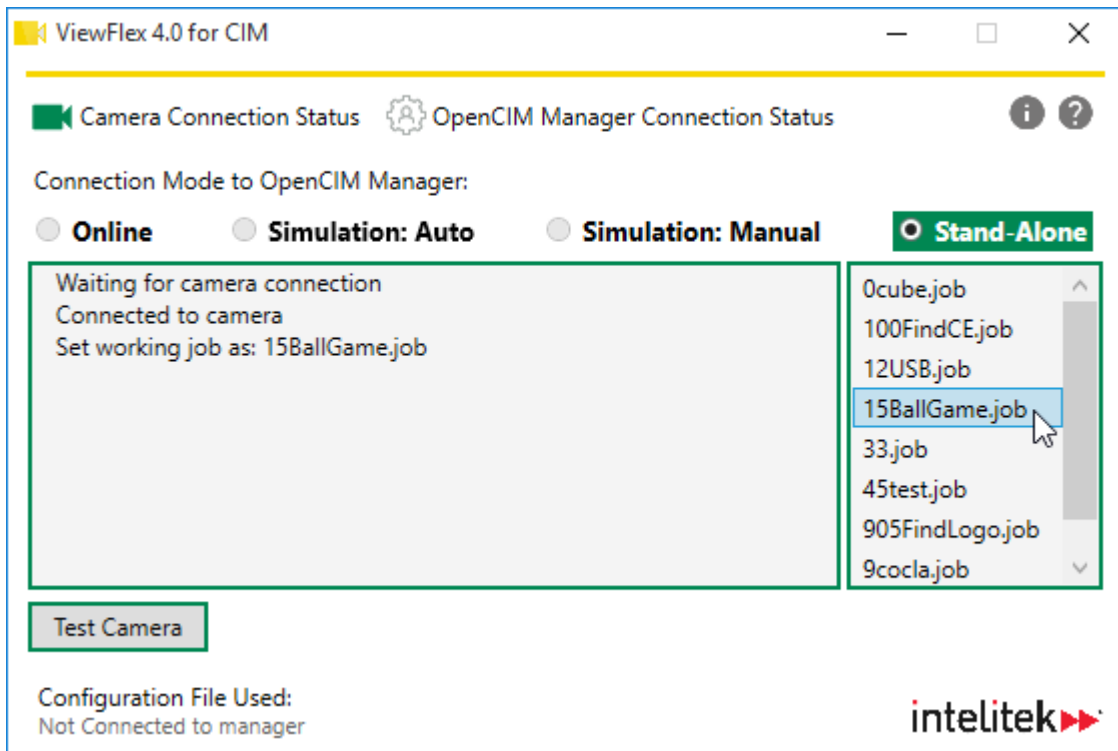 ViewFlex 4.0 for CIM
Camera Connection Status OpenCIM Manager Connection Status
Connection Mode to OpenCIM Manager:
Online Simulation: Auto Simulation: Manual Stand-Alone
Waiting for camera connection
Connected to camera
Set working job as: 15BallGame.job
0cube.job
100FindCE.job
12USB.job
15BallGame.job
33.job
45test.job
905FindLogo.job
9cocla.job
Test Camera
Configuration File Used:
Not Connected to manager
intelitek